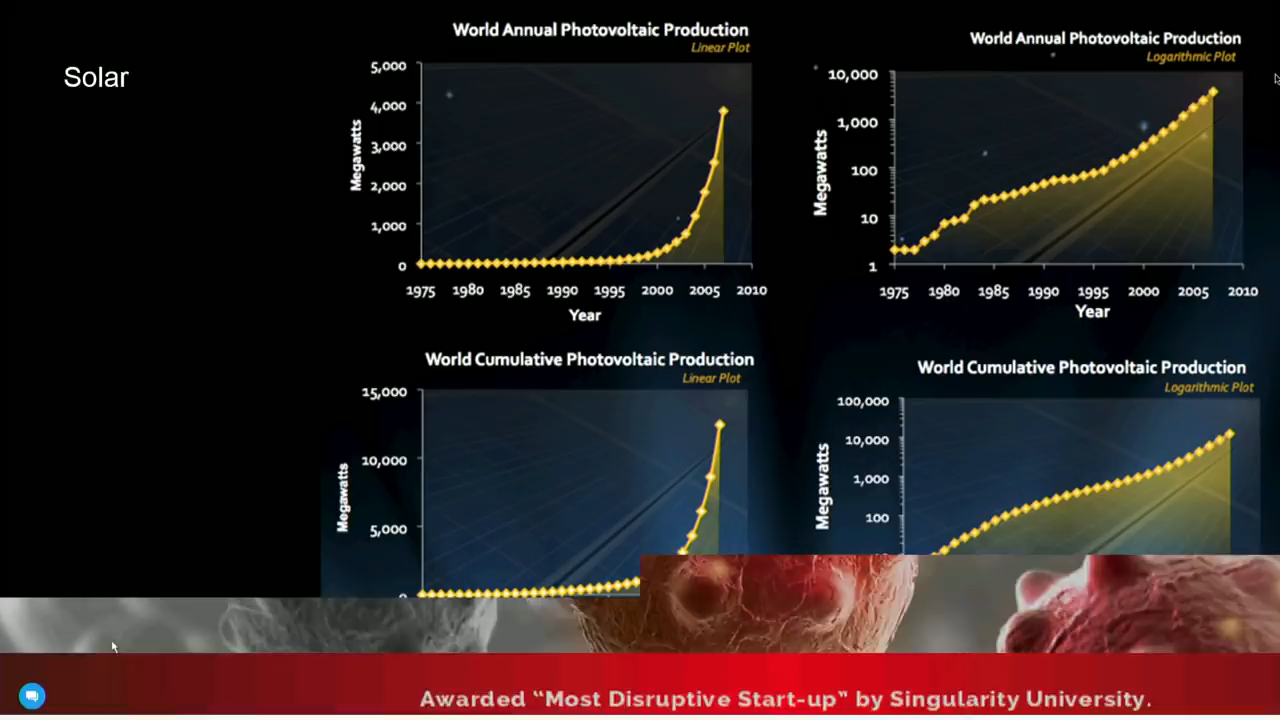 Solar
World Annual Photovoltaic Production
Linear Plot
5,000
4,000
3,000
2,000
1,000
0
Megawatts
1975 1980 1985 1990 1995 2000 2005 2010
Year
World Annual Photovoltaic Production
Logarithmic Plot
10,000
1,000
100
10
1
Megawatts
1975 1980 1985 1990 1995 2000 2005 2010
Year
World Cumulative Photovoltaic Production
Linear Plot
15,000
10,000
5,000
0
Megawatts
World Cumulative Photovoltaic Production
Logarithmic Plot
100,000
10,000
1,000
100
Megawatts
Awarded “Most Disruptive Start-up” by Singularity University.